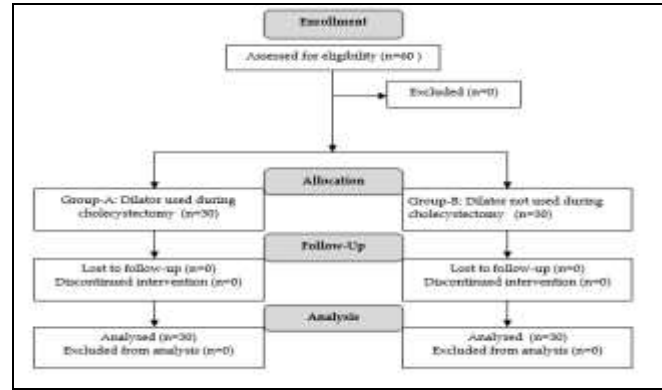 Enrollment
Assessed for eligibility (n=60 )
Excluded (n=0)
Allocation
Group-A: Dilator used during
cholecystectomy (n=30)
Group-B: Dilator not used during
cholecystectomy (n=30)
Follow-Up
Lost to follow-up (n=0)
Discontinued intervention (n=0)
Lost to follow-up (n=0)
Discontinued intervention (n=0)
Analysis
Analysed (n=30)
Excluded from analysis (n=0)
Analysed (n=30)
Excluded from analysis (n=0)